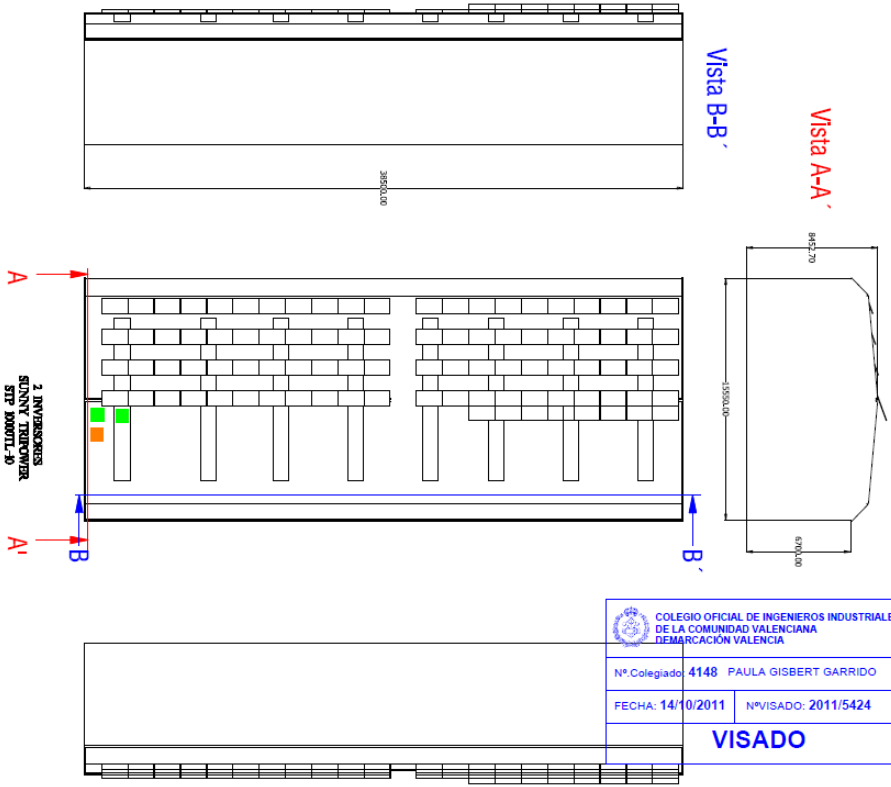 Vista B-B´
Vista A-A´
38500.00
8452.70
15550.00
6700.00
A
A'
B
B´
2 INVERSORES
SUNNY TRIPOWER
STP 10000TL-10
COLEGIO OFICIAL DE INGENIEROS INDUSTRIALE
DE LA COMUNIDAD VALENCIANA
DEMARCACIÓN VALENCIA
Nº.Colegiado: 4148 PAULA GISBERT GARRIDO
FECHA: 14/10/2011 NºVISADO: 2011/5424
VISADO